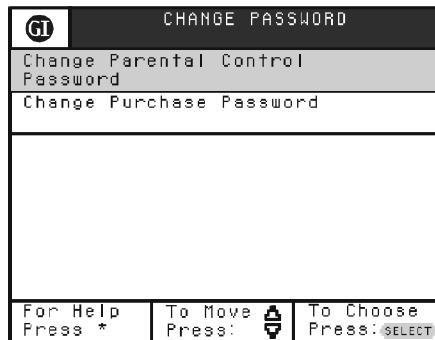 GI
CHANGE PASSWORD
Change Parental Control
Password
Change Purchase Password
For Help
Press *
To Move
Press:
To Choose
Press: SELECT